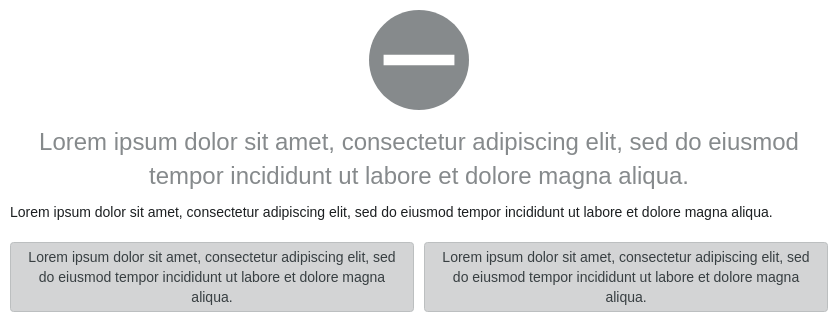 Lorem ipsum dolor sit amet, consectetur adipiscing elit, sed do eiusmod
tempor incididunt ut labore et dolore magna aliqua.
Lorem ipsum dolor sit amet, consectetur adipiscing elit, sed do eiusmod tempor incididunt ut labore et dolore magna aliqua.
Lorem ipsum dolor sit amet, consectetur adipiscing elit, sed
do eiusmod tempor incididunt ut labore et dolore magna
aliqua.
Lorem ipsum dolor sit amet, consectetur adipiscing elit, sed
do eiusmod tempor incididunt ut labore et dolore magna
aliqua.